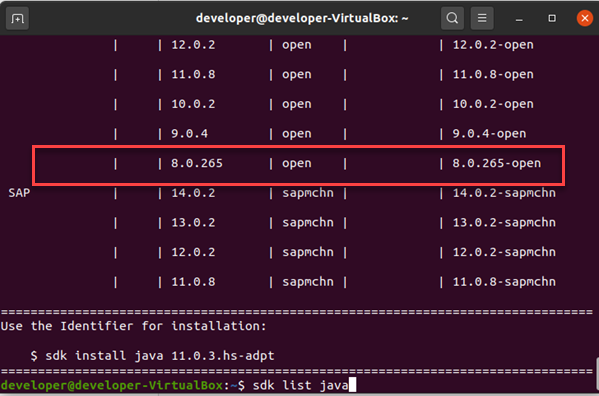 developer@developer-VirtualBox: ~
| | 12.0.2 | open | | 12.0.2-open
| | 11.0.8 | open | | 11.0.8-open
| | 10.0.2 | open | | 10.0.2-open
| | 9.0.4 | open | | 9.0.4-open
| | 8.0.265 | open | | 8.0.265-open
SAP | | 14.0.2 | sapmchn | | 14.0.2-sapmchn
| | 13.0.2 | sapmchn | | 13.0.2-sapmchn
| | 12.0.2 | sapmchn | | 12.0.2-sapmchn
| | 11.0.8 | sapmchn | | 11.0.8-sapmchn
================================================================================
Use the Identifier for installation:
$ sdk install java 11.0.3.hs-adpt
================================================================================
developer@developer-VirtualBox:~$ sdk list java